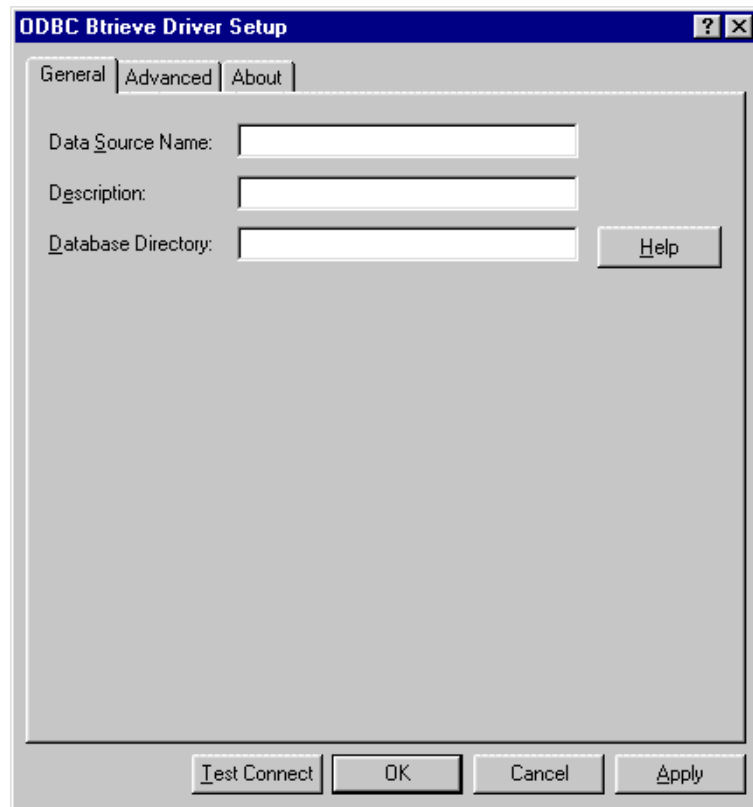 ODBC Btrieve Driver Setup
General Advanced About
Data Source Name:
Description:
Database Directory:
Help
Test Connect OK Cancel Apply